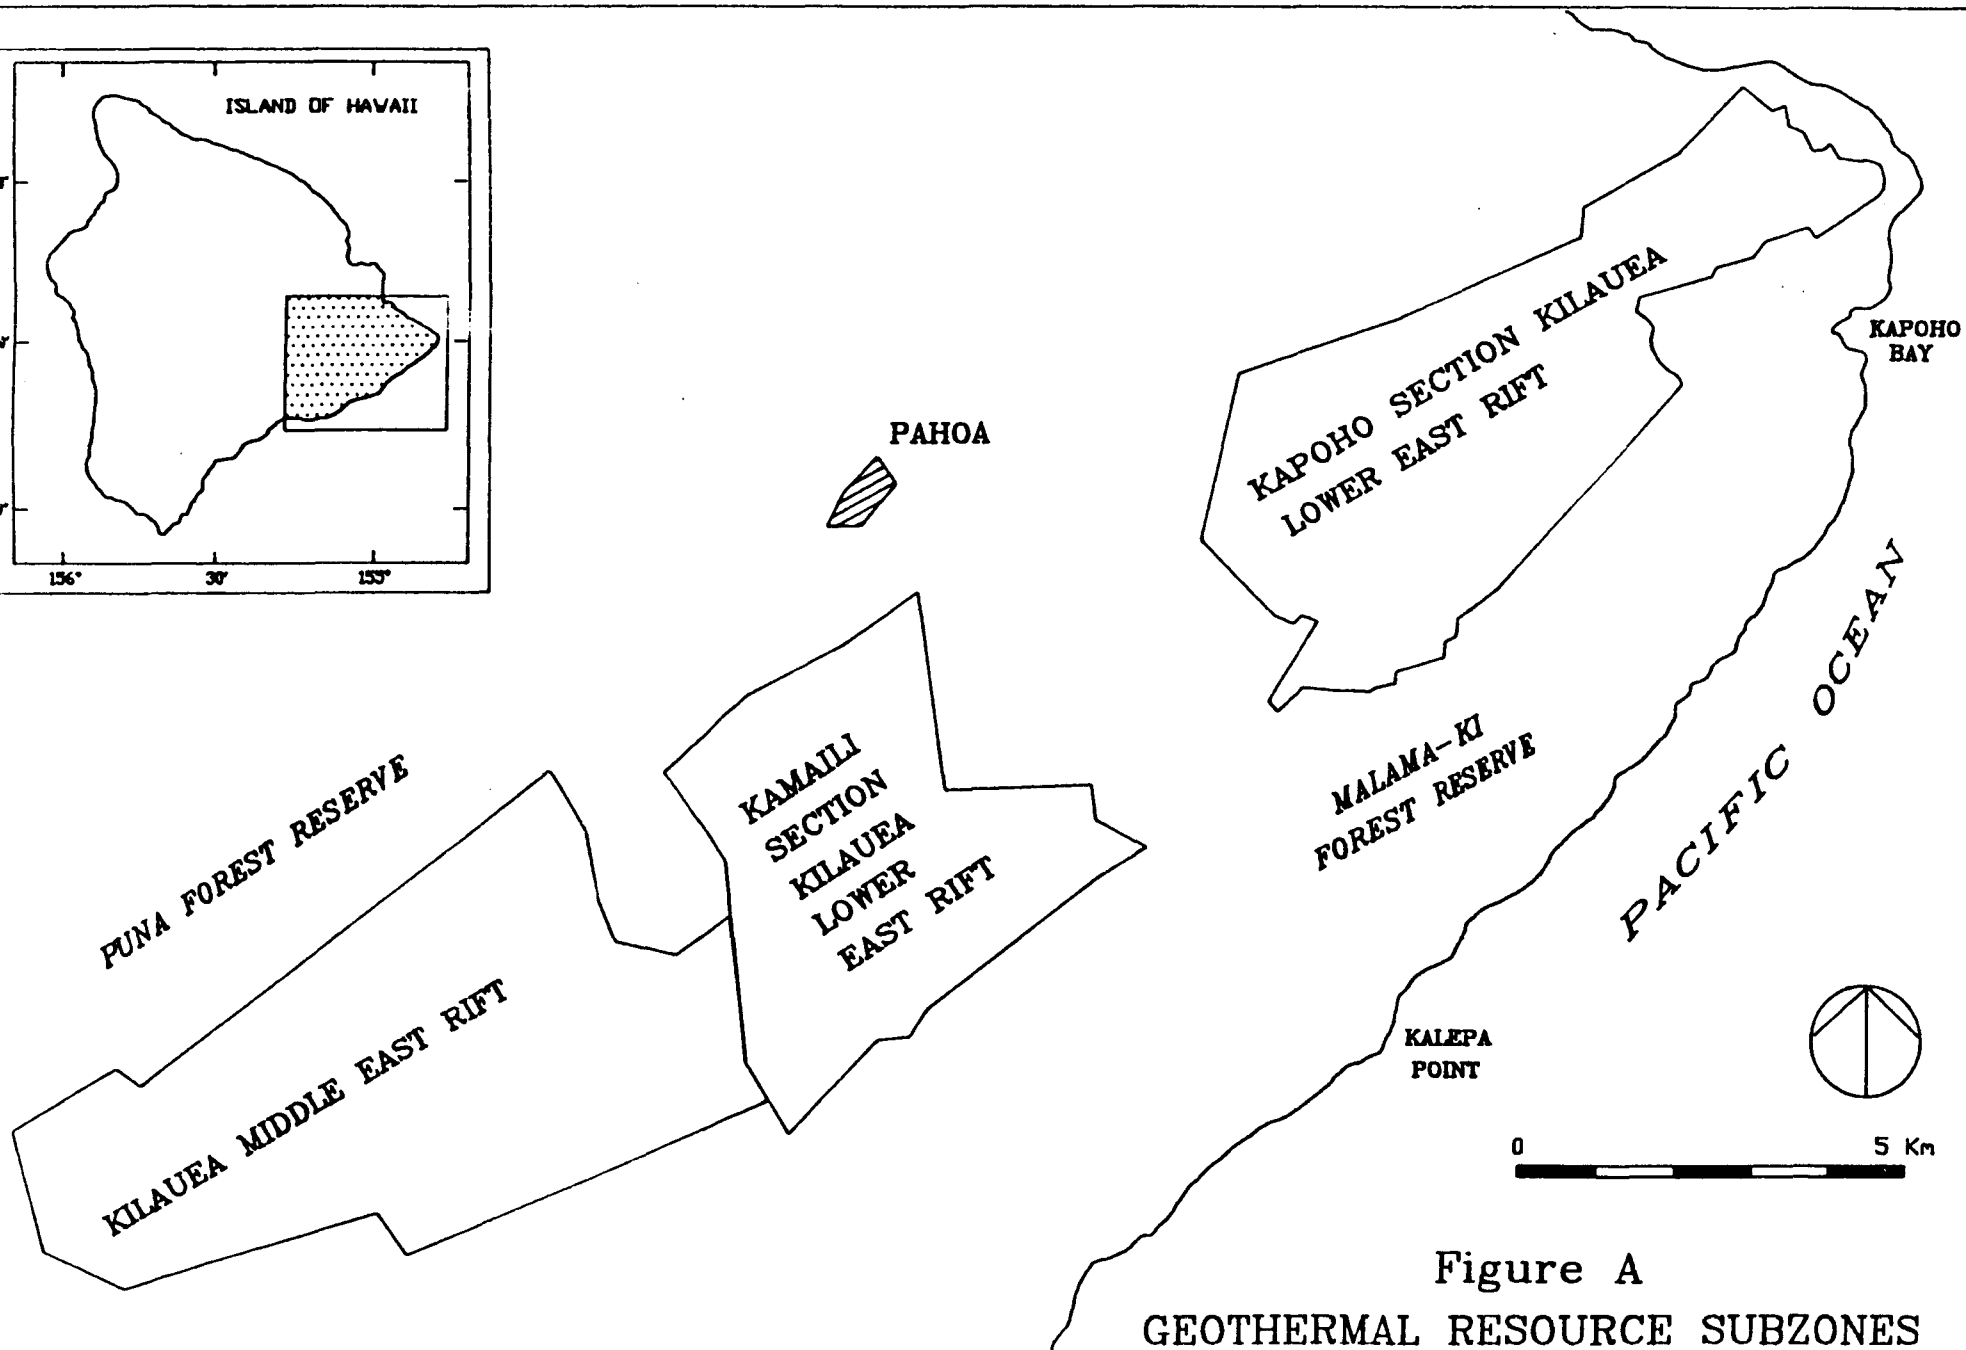 ISLAND OF HAWAII
156°
30'
155°
PAHOA
KAPOHO SECTION KILAUEA
LOWER EAST RIFT
KAPOHO
BAY
PACIFIC OCEAN
MALAMA-KI
FOREST RESERVE
KAMAILI
SECTION
KILAUEA
LOWER
EAST RIFT
PUNA FOREST RESERVE
KILAUEA MIDDLE EAST RIFT
KALEPA
POINT
0 5 Km
Figure A
GEOTHERMAL RESOURCE SUBZONES